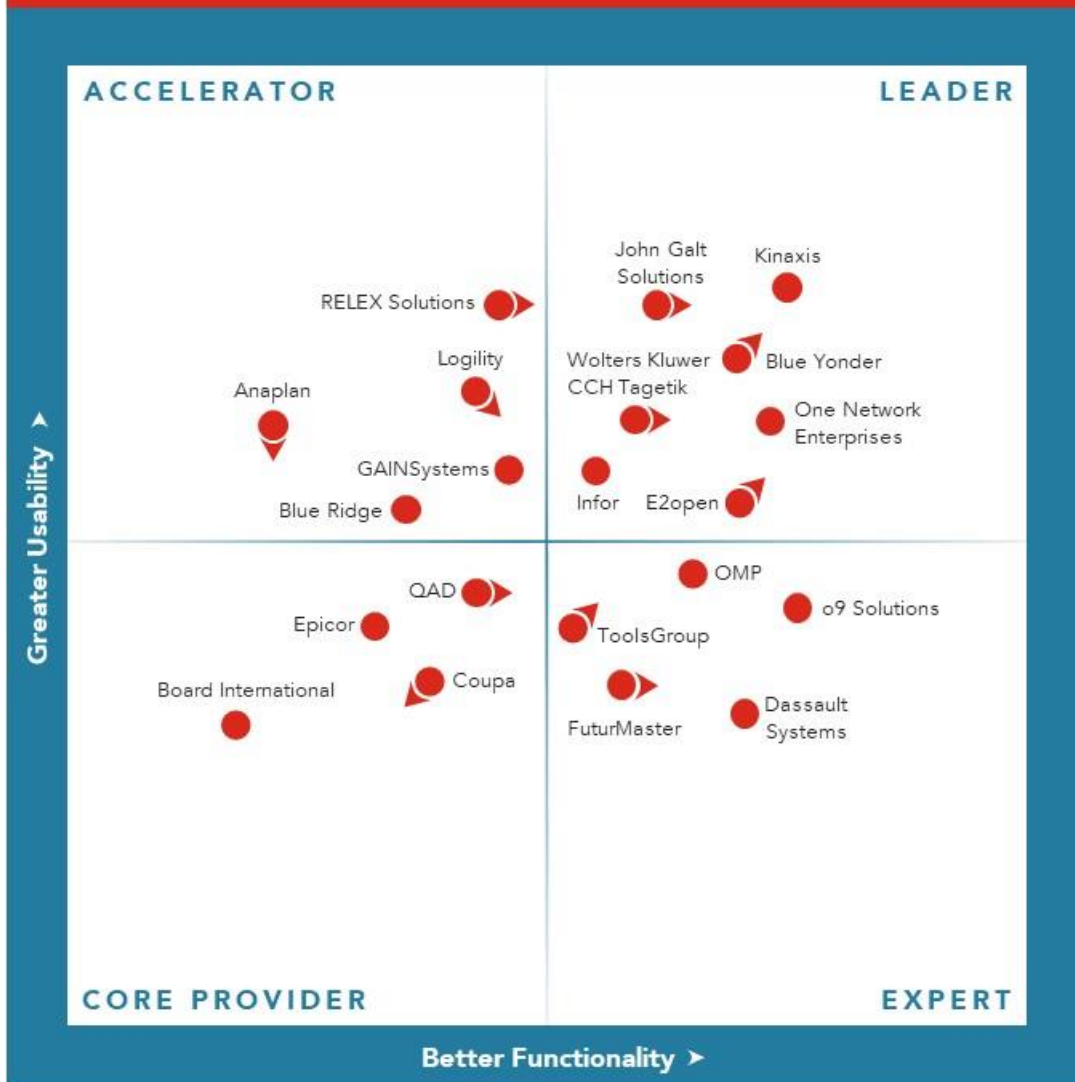 ACCELERATOR
LEADER
John Galt
Solutions
Kinaxis
RELEX Solutions
Logility
Wolters Kluwer
CCH Tagetik
Blue Yonder
Anaplan
One Network
Enterprises
GAINSystems
Infor
E2open
Blue Ridge
QAD
OMP
Epicor
ToolsGroup
o9 Solutions
Board International
Coupa
FuturMaster
Dassault
Systems
CORE PROVIDER
EXPERT
Greater Usability ➤
Better Functionality ➤